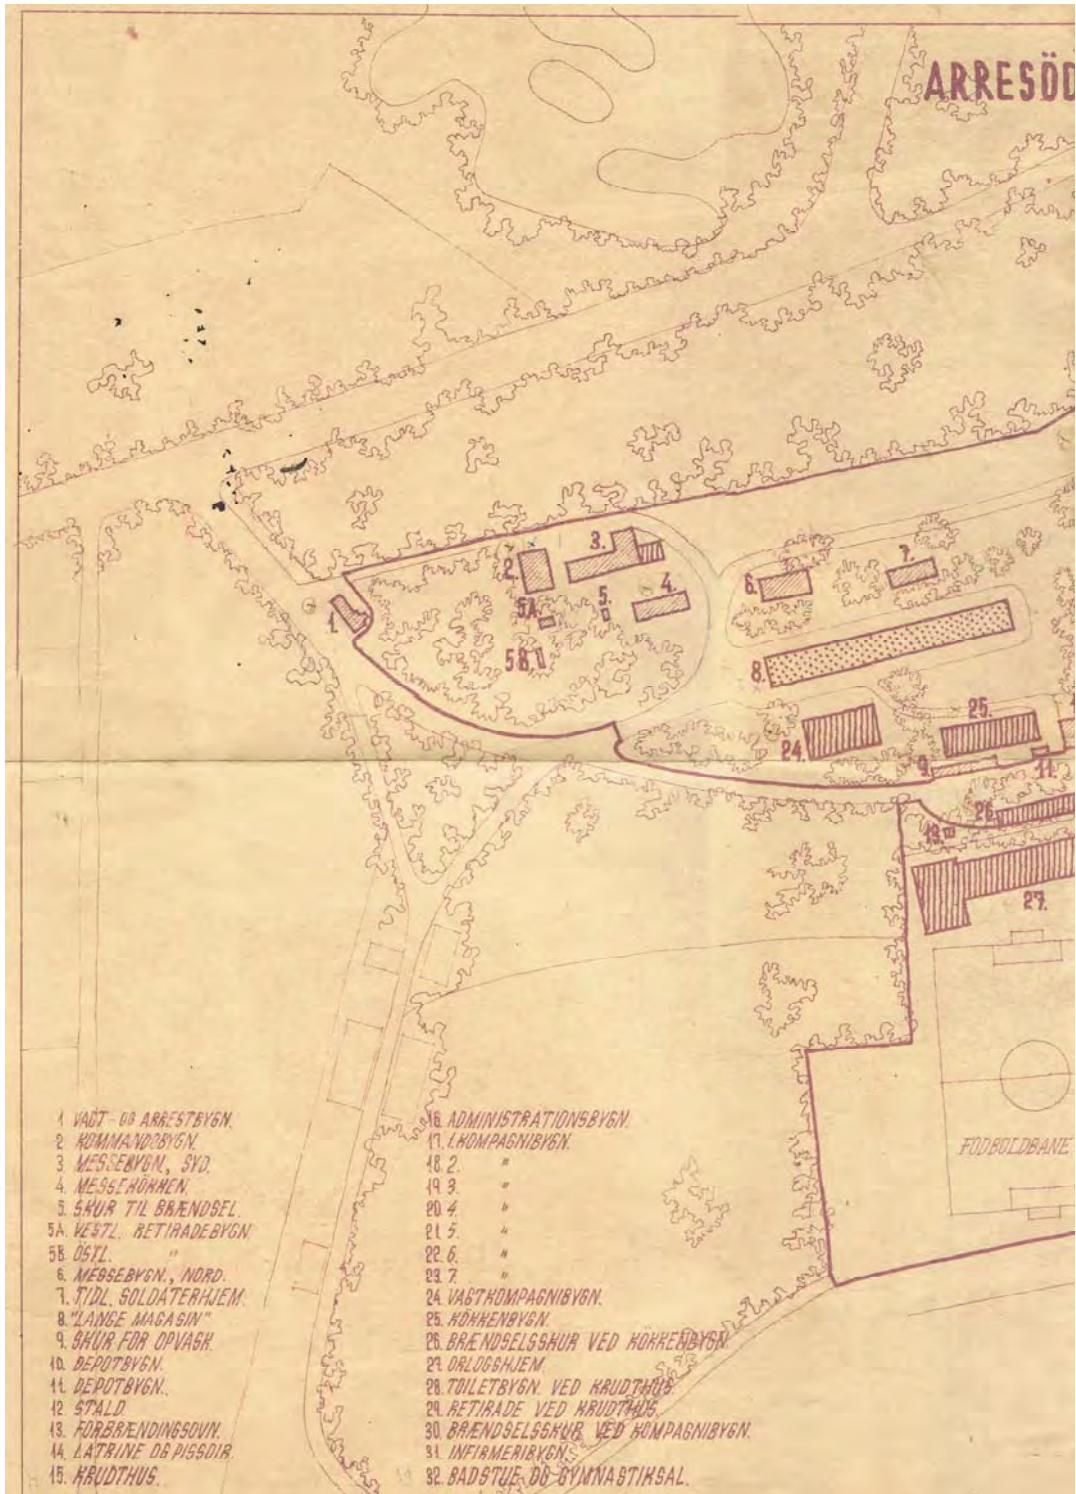 ARRESÖD
3.
2.
7.
6.
5.
4.
5A.
1.
5B.
8.
25.
24.
9.
11.
26.
13.
27.
FODBOLDBANE
1 VAGT- OG ARRESTBYGN.
2 KOMMANDOBYGN.
3. MESSEBYGN., SYD.
4. MESSEKÖKKEN.
5. SKUR TIL BRÆNDSEL.
5A. VESTL. RETIRADEBYGN.
5B. ÖSTL. "
6. MESSEBYGN., NORD.
7. TIDL. SOLDATERHJEM.
8. "LANGE MAGASIN"
9. SKUR FOR OPVASK.
10. DEPOTBYGN.
11. DEPOTBYGN.
12. STALD.
13. FORBRÆNDINGSOVN.
14. LATRINE OG PISSOIR.
15. KRUDTHUS.
16. ADMINISTRATIONSBYGN.
17. 1. KOMPAGNIBYGN.
18. 2. "
19. 3. "
20. 4. "
21. 5. "
22. 6. "
23. 7. "
24. VAGTKOMPAGNIBYGN.
25. KÖKKENBYGN.
26. BRÆNDSELSSKUR VED KÖKKENBYGN.
27. ORLOGSHJEM.
28. TOILETBYGN. VED KRUDTHUS.
29. RETIRADE VED KRUDTHUS.
30. BRÆNDSELSSKUR VED KOMPAGNIBYGN.
31. INFIRMERIBYGN.
32. BADSTUE OG GYMNASTIKSAL.